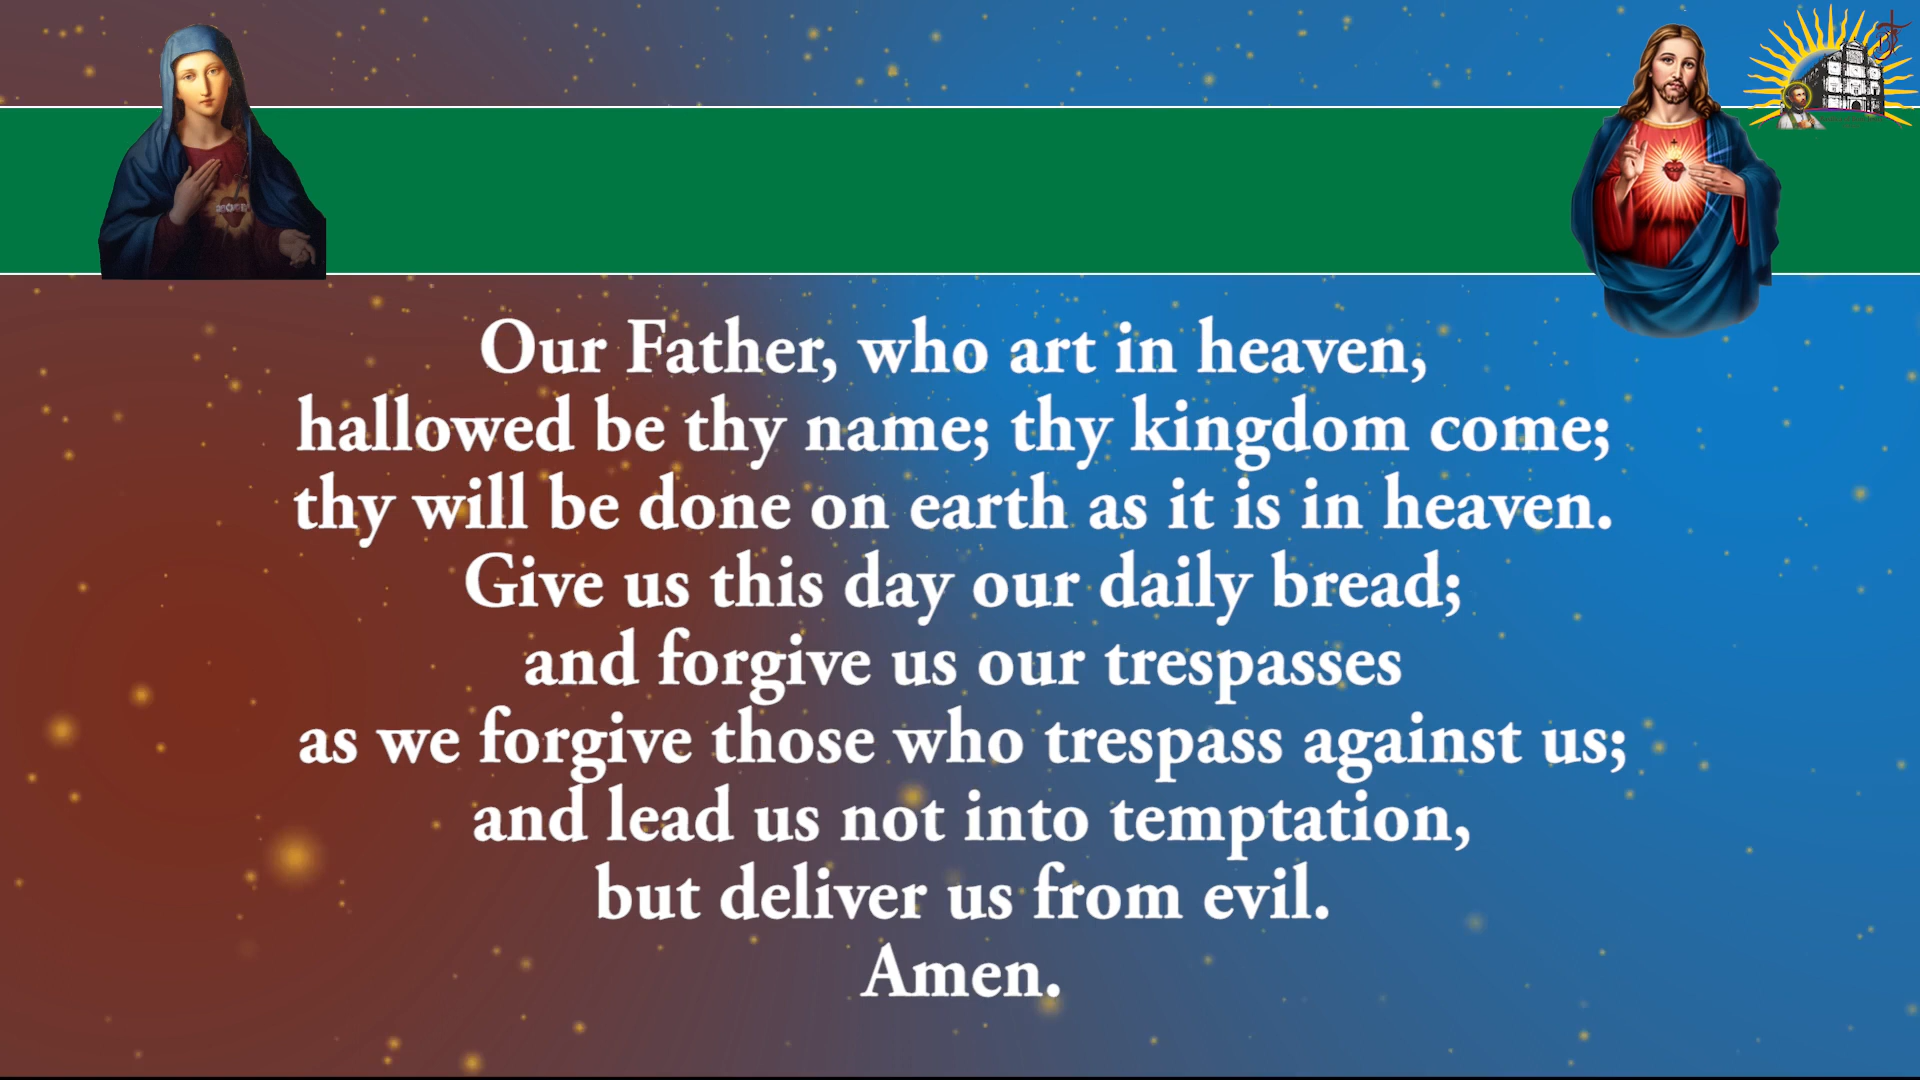 Our Father, who art in heaven,
hallowed be thy name; thy kingdom come;
thy will be done on earth as it is in heaven.
Give us this day our daily bread;
and forgive us our trespasses
as we forgive those who trespass against us;
and lead us not into temptation,
but deliver us from evil.
Amen.